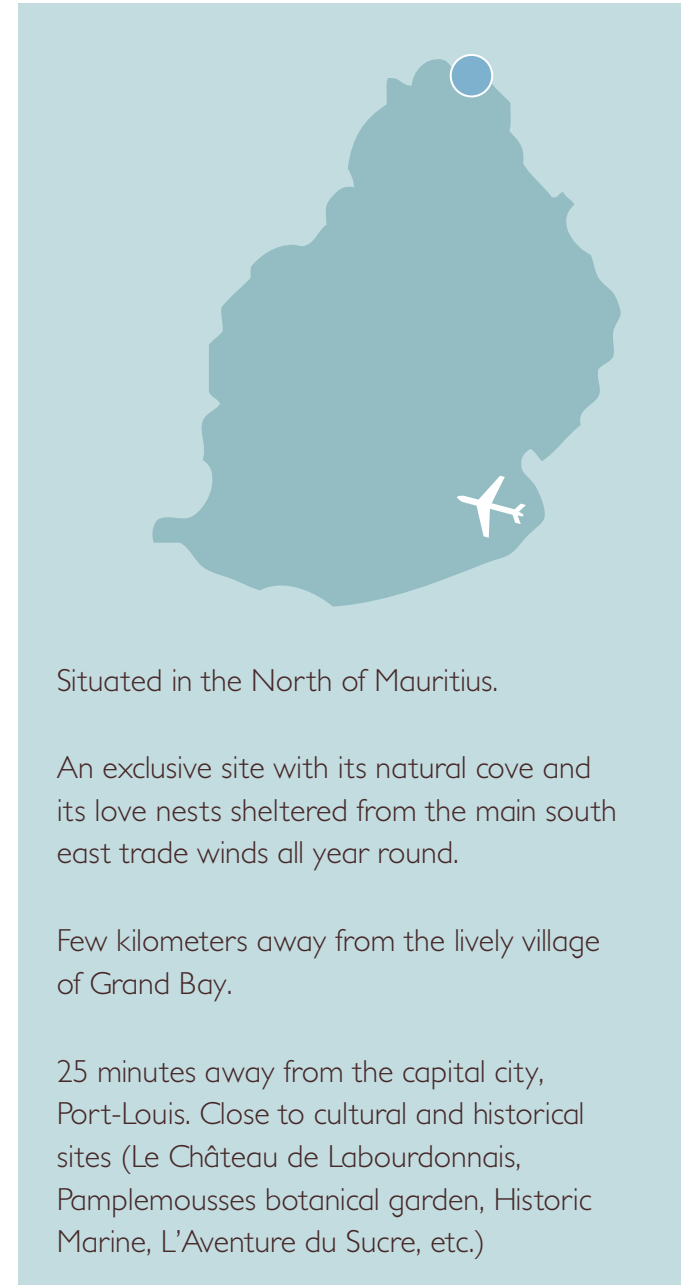 Situated in the North of Mauritius.
An exclusive site with its natural cove and
its love nests sheltered from the main south
east trade winds all year round.
Few kilometers away from the lively village
of Grand Bay.
25 minutes away from the capital city,
Port-Louis. Close to cultural and historical
sites (Le Château de Labourdonnais,
Pamplemousses botanical garden, Historic
Marine, L’Aventure du Sucre, etc.)